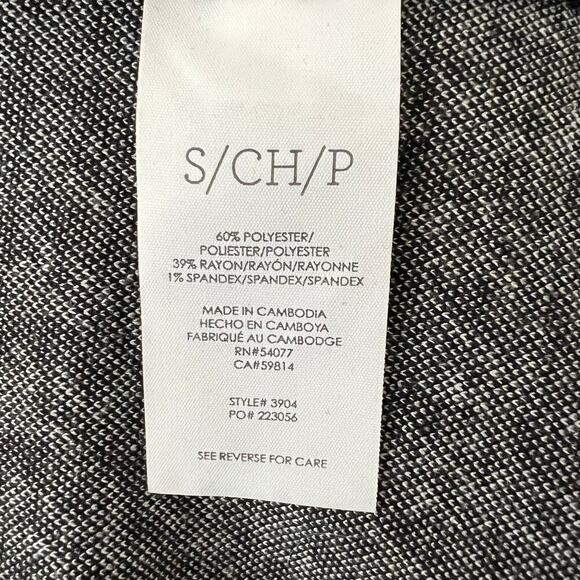 S/CH/P
60% POLYESTER/
POLIESTER/POLYESTER
39% RAYON/RAYÓN/RAYONNE
1% SPANDEX/SPANDEX/SPANDEX
MADE IN CAMBODIA
HECHO EN CAMBOYA
FABRIQUÉ AU CAMBODGE
RN#54077
CA#59814
STYLE# 3904
PO# 223056
SEE REVERSE FOR CARE